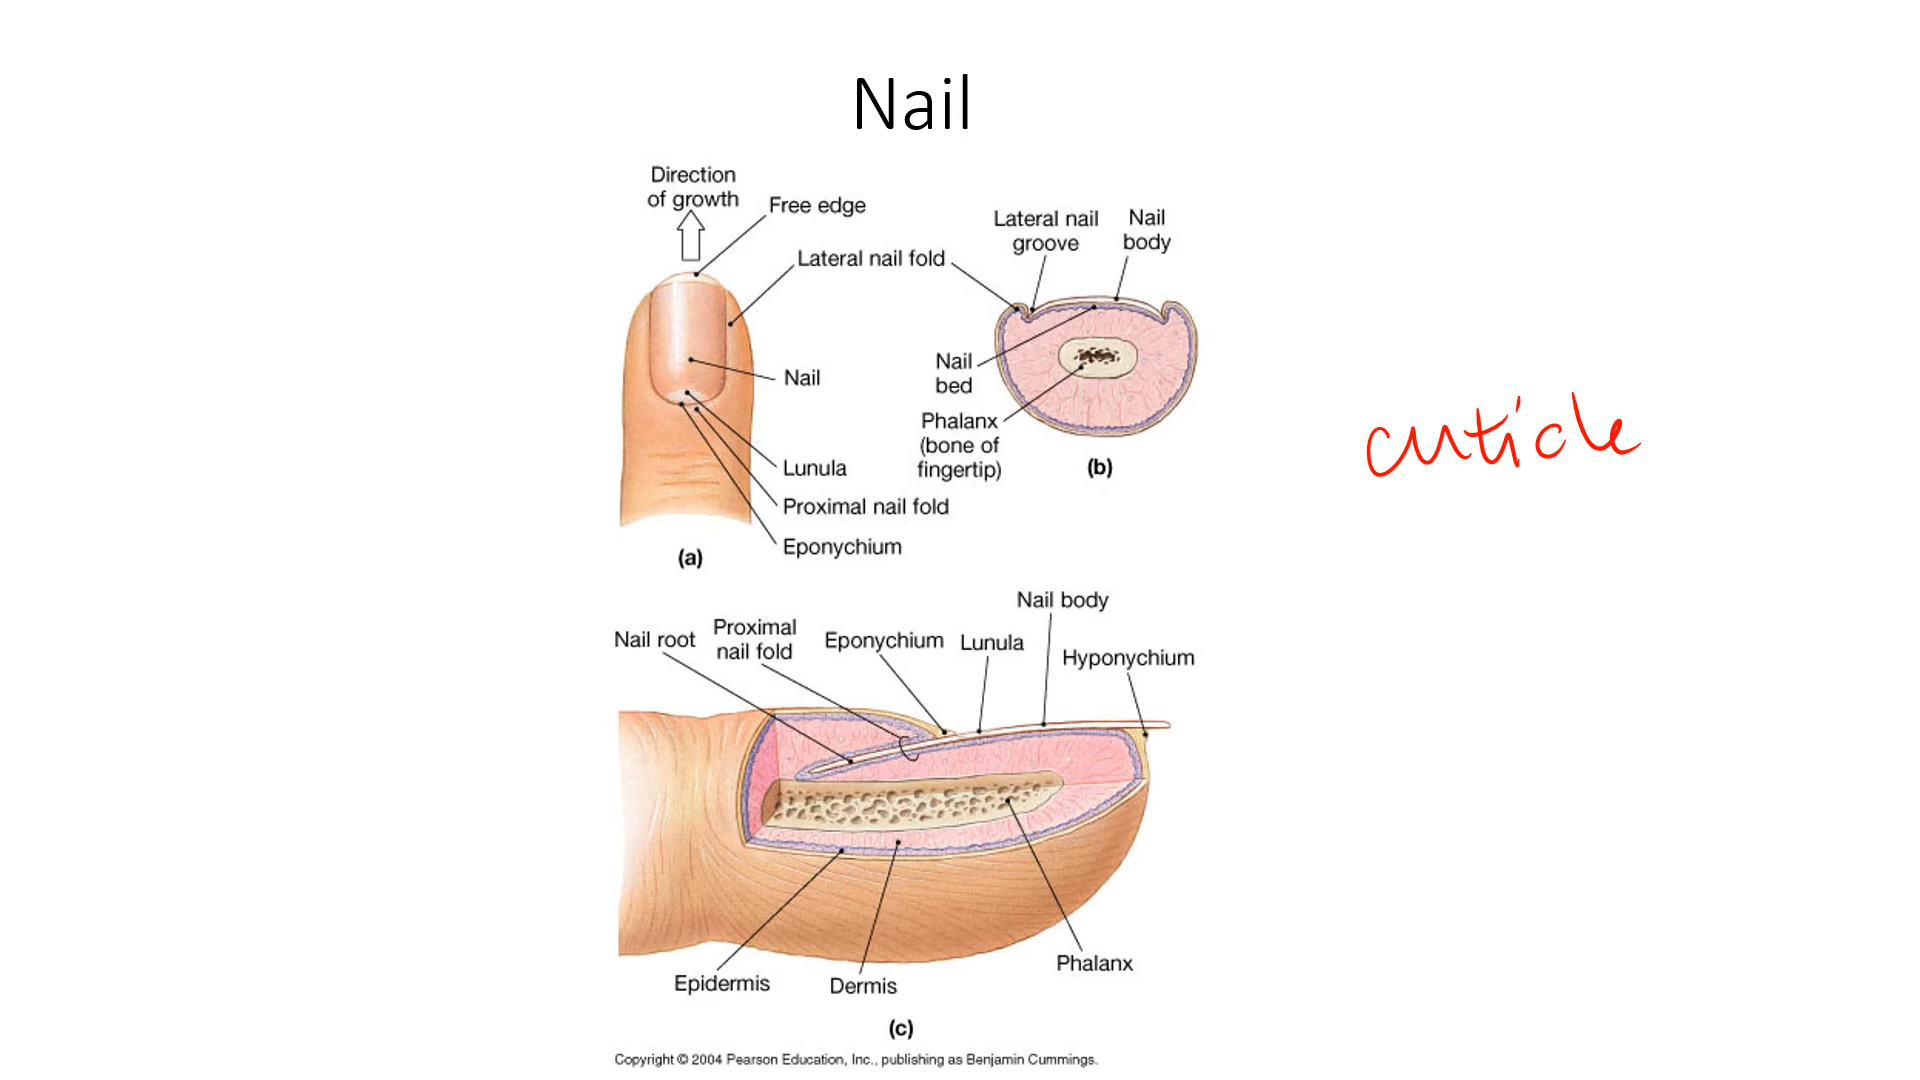 Nail
Direction
of growth
Free edge
Lateral nail fold
Nail
Lunula
Proximal nail fold
Eponychium
(a)
Lateral nail
groove
Nail
body
Nail
bed
Phalanx
(bone of
fingertip)
(b)
cuticle
Nail root
Proximal
nail fold
Eponychium
Lunula
Nail body
Hyponychium
Epidermis
Dermis
Phalanx
(c)
Copyright © 2004 Pearson Education, Inc., publishing as Benjamin Cummings.